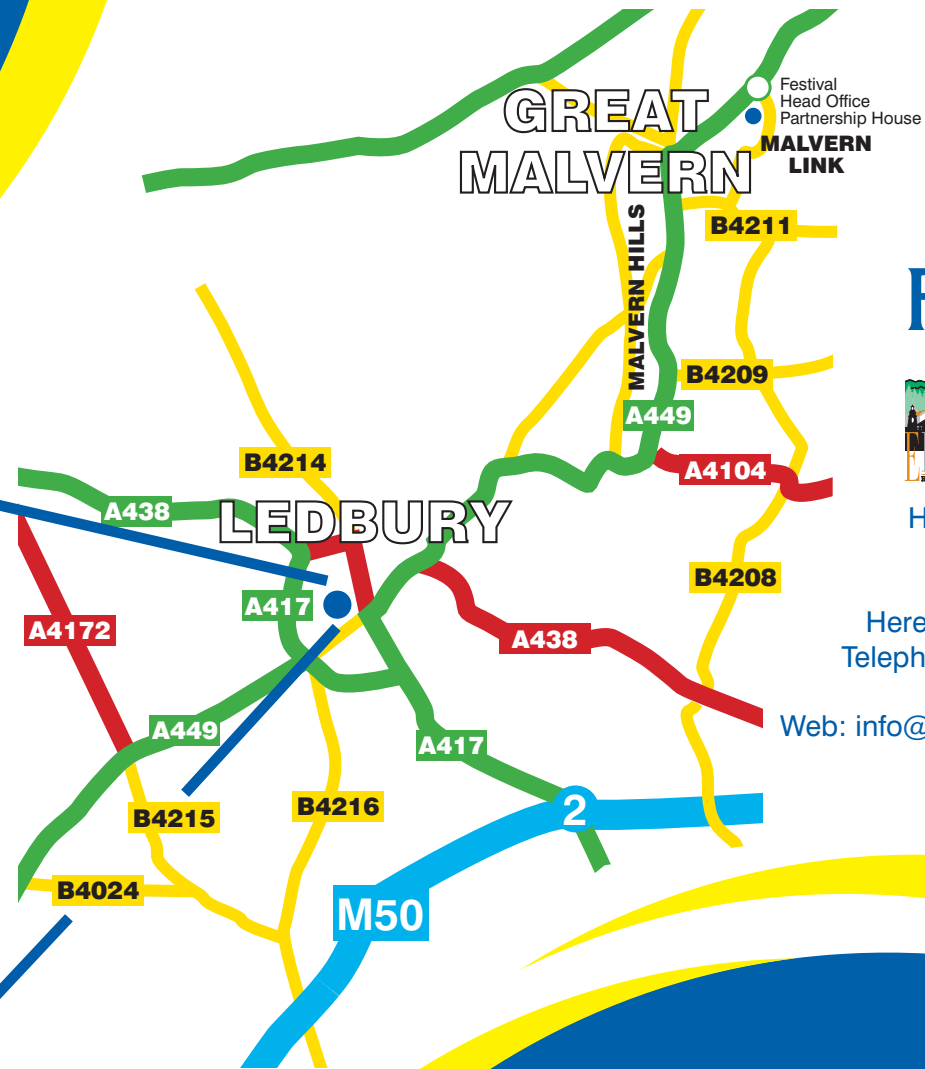 Festival
Head Office
Partnership House
GREAT
MALVERN
MALVERN
LINK
MALVERN HILLS
B4211
B4209
A449
B4214
A4104
A438
LEDBURY
B4208
A417
A4172
A438
Here
Teleph
A449
A417
Web: info@
B4215
B4216
2
B4024
M50